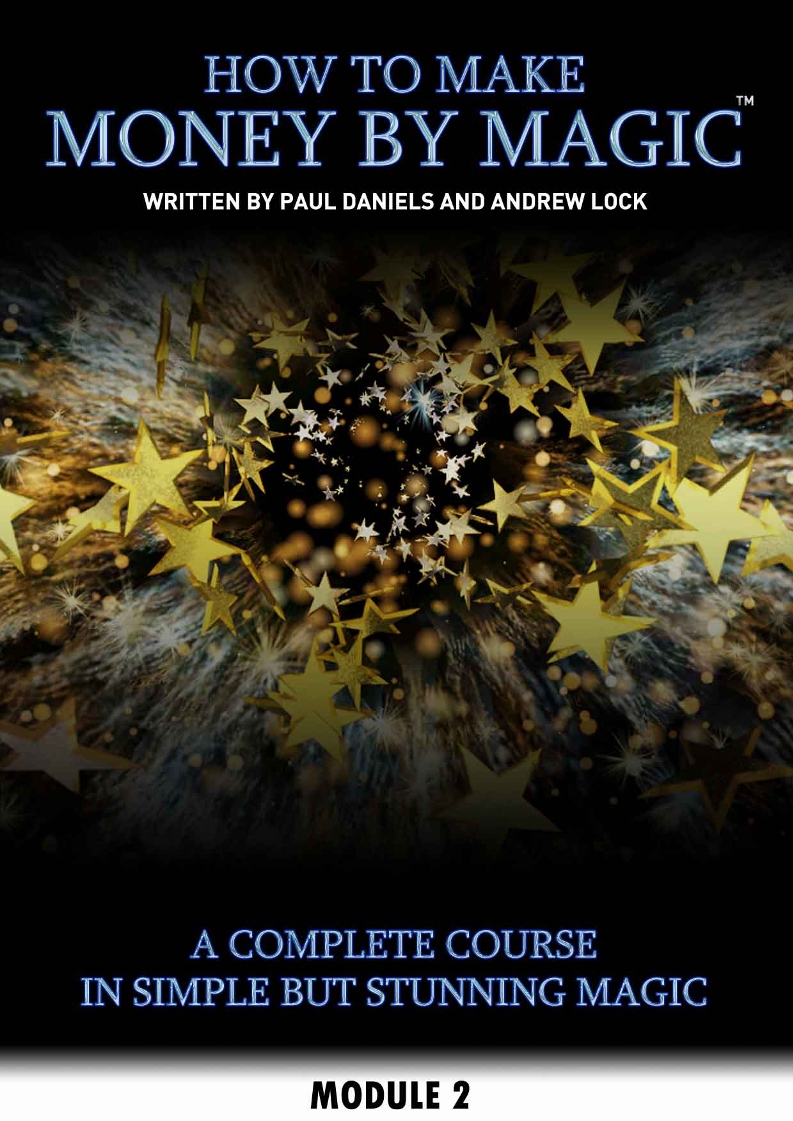 HOW TO MAKE
MONEY BY MAGIC™
WRITTEN BY PAUL DANIELS AND ANDREW LOCK
A COMPLETE COURSE
IN SIMPLE BUT STUNNING MAGIC
MODULE 2